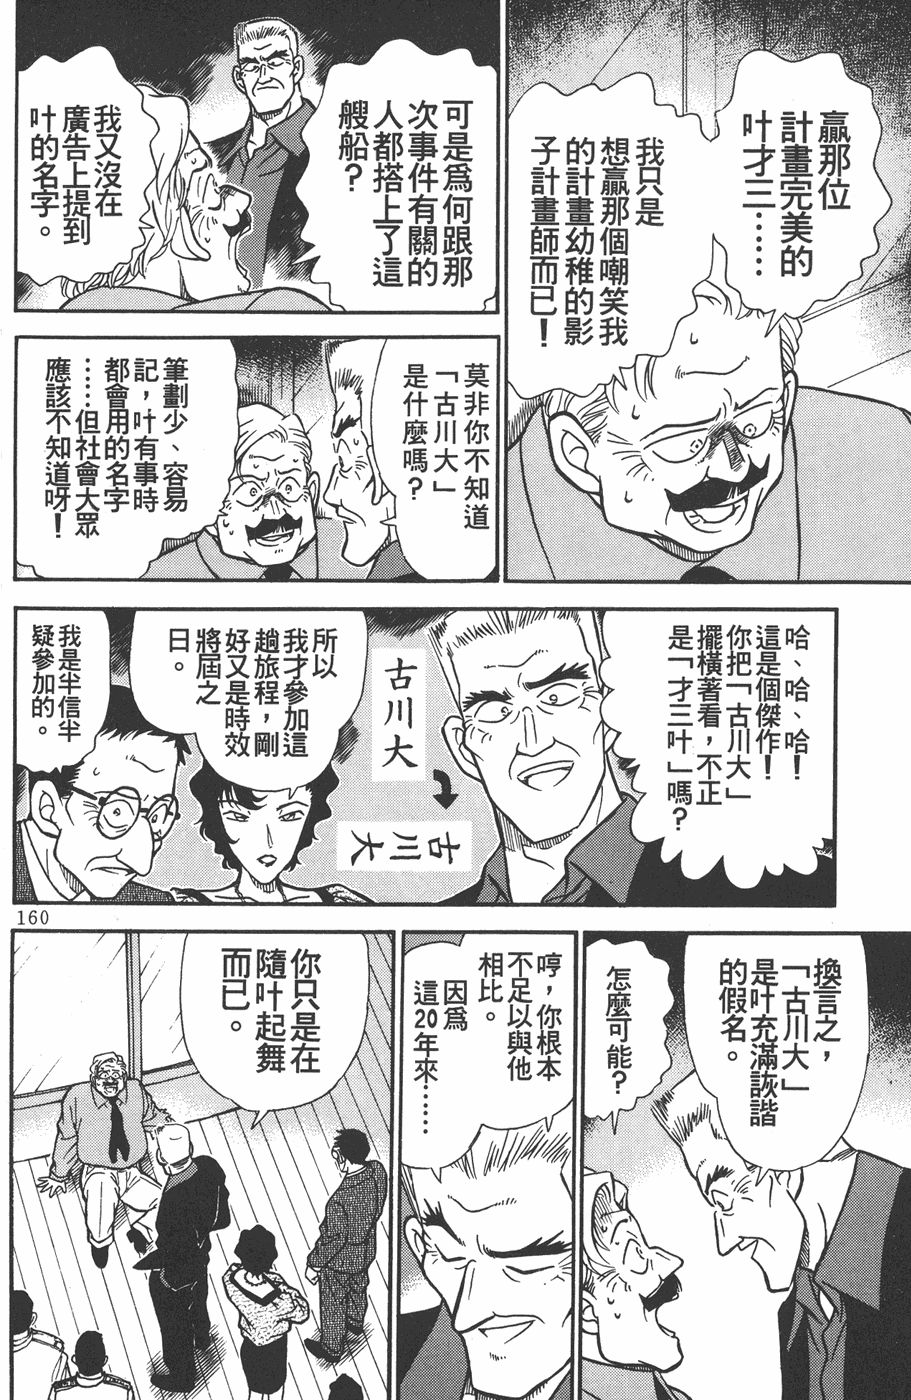 贏那位
計畫完美的
叶才三……
我只是
想贏那個嘲笑我
的計畫幼稚的影
子計畫師而已！
可是為何跟那
次事件有關的
人都搭上了這
艘船？
我又沒在
廣告上提到
叶的名字。
莫非你不知道
「古川大」
是什麼嗎？
筆劃少、容易
記，叶有事時
都會用的名字
……但社會大眾
應該不知道呀！
哈、哈、哈！
這是個傑作！
你把「古川大」
擺橫著看，不正
是「才三叶」嗎？
古川大
古川大
所以
我才參加這
趟旅程，剛
好又是時效
將屆之
日。
我是半信半
疑參加的。
160
換言之，
「古川大」
是叶充滿詼諧
的假名。
怎麼可能？
哼，你根本
不足以與他
相比。
因為
這20年來……
你只是在
隨叶起舞
而已。